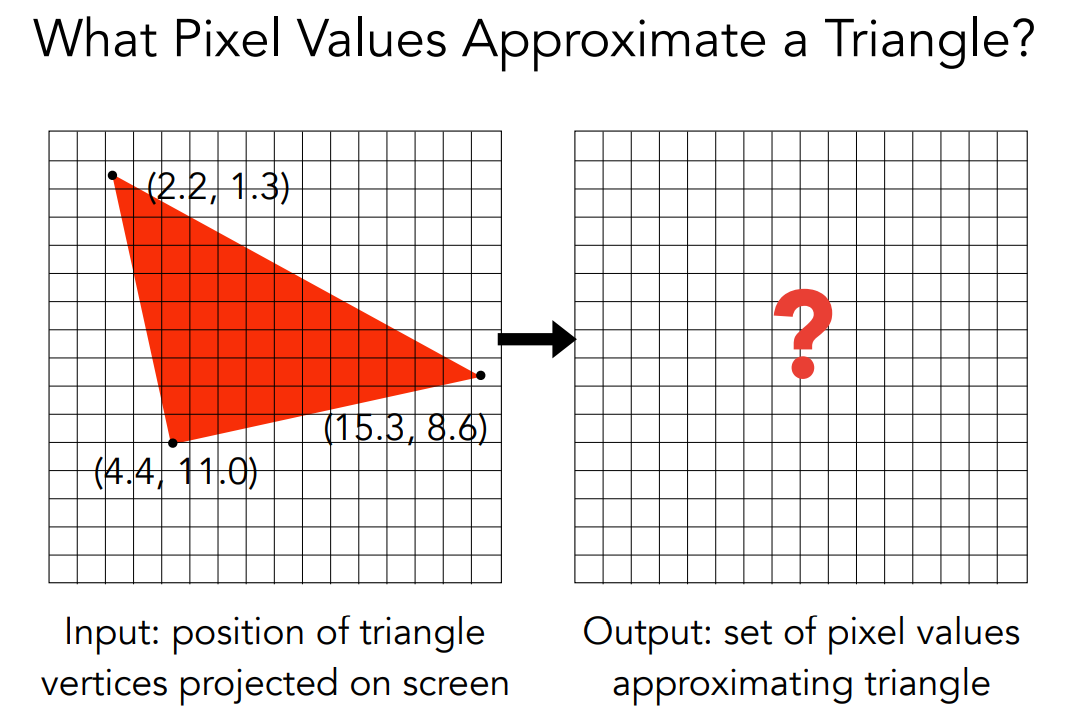 What Pixel Values Approximate a Triangle?
(2.2, 1.3)
(15.3, 8.6)
(4.4, 11.0)
?
Input: position of triangle
vertices projected on screen
Output: set of pixel values
approximating triangle